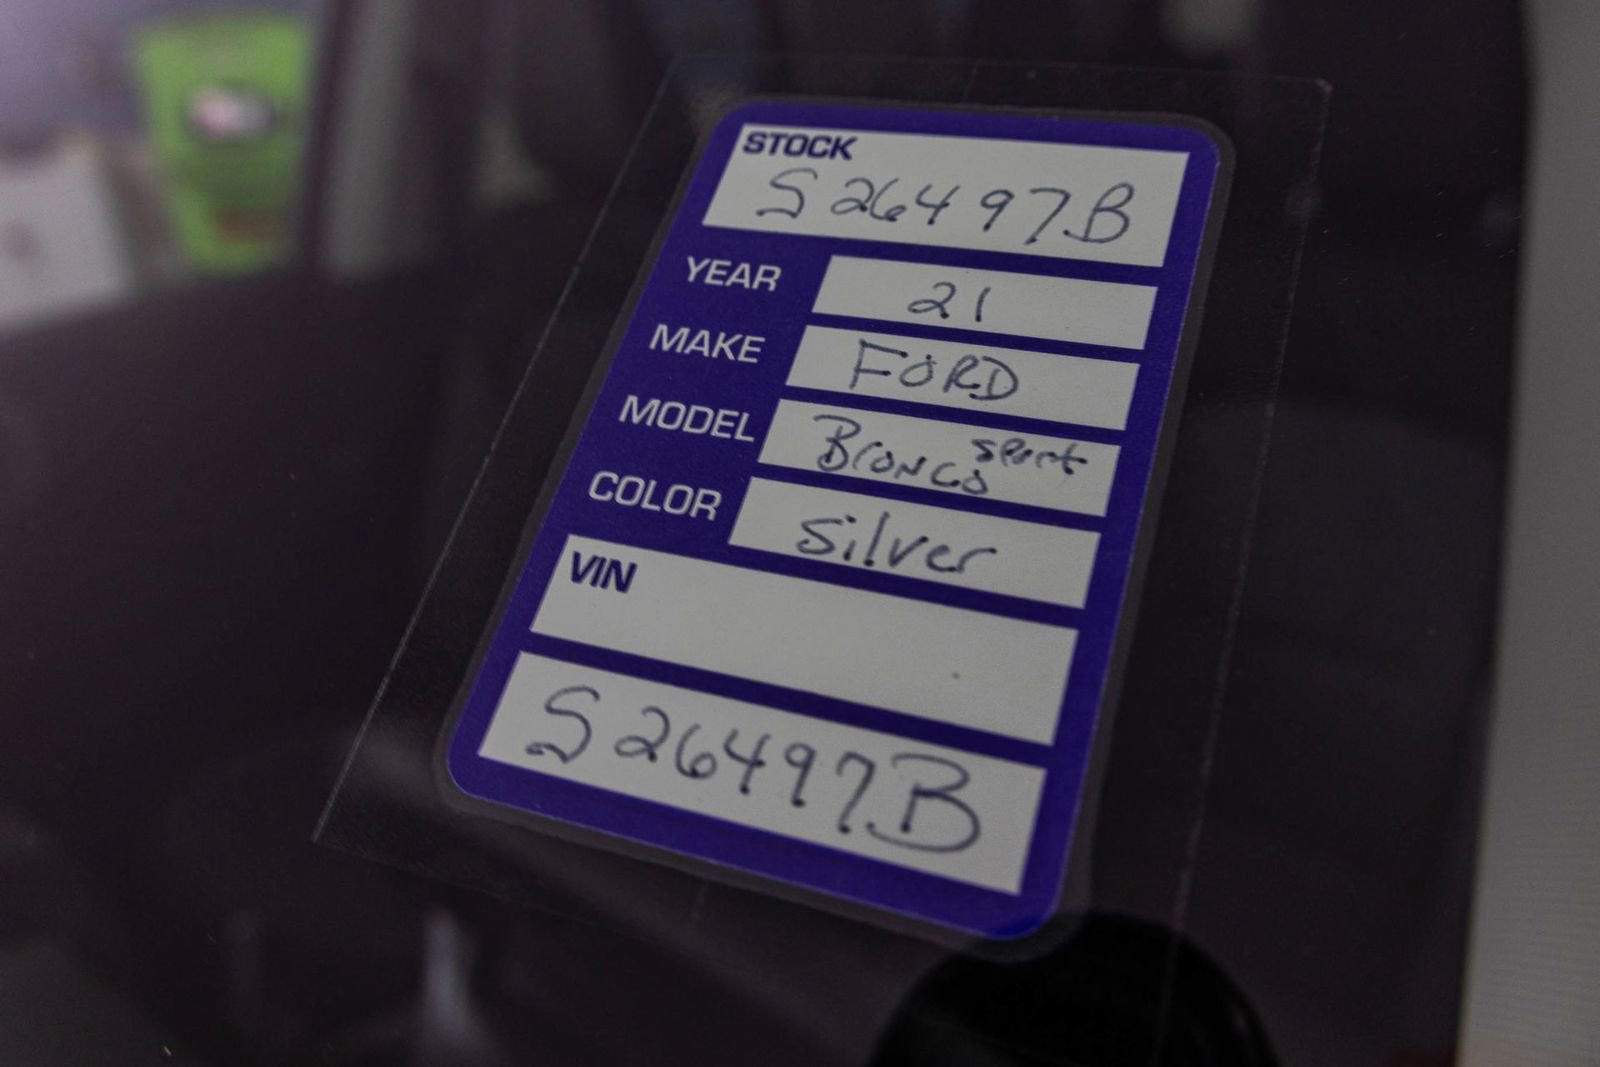 STOCK
S26497B
YEAR 21
MAKE FORD
MODEL Bronco sport
COLOR Silver
VIN
S26497B